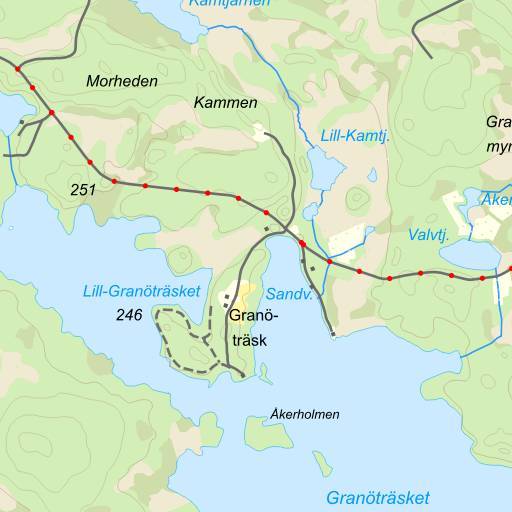 Kamtjärnen
Morheden
Kammen
Gra
myr
Lill-Kamtj.
251
Åker
Valvtj.
Lill-Granöträsket
Sandv.
246
Granö-
träsk
Åkerholmen
Granöträsket